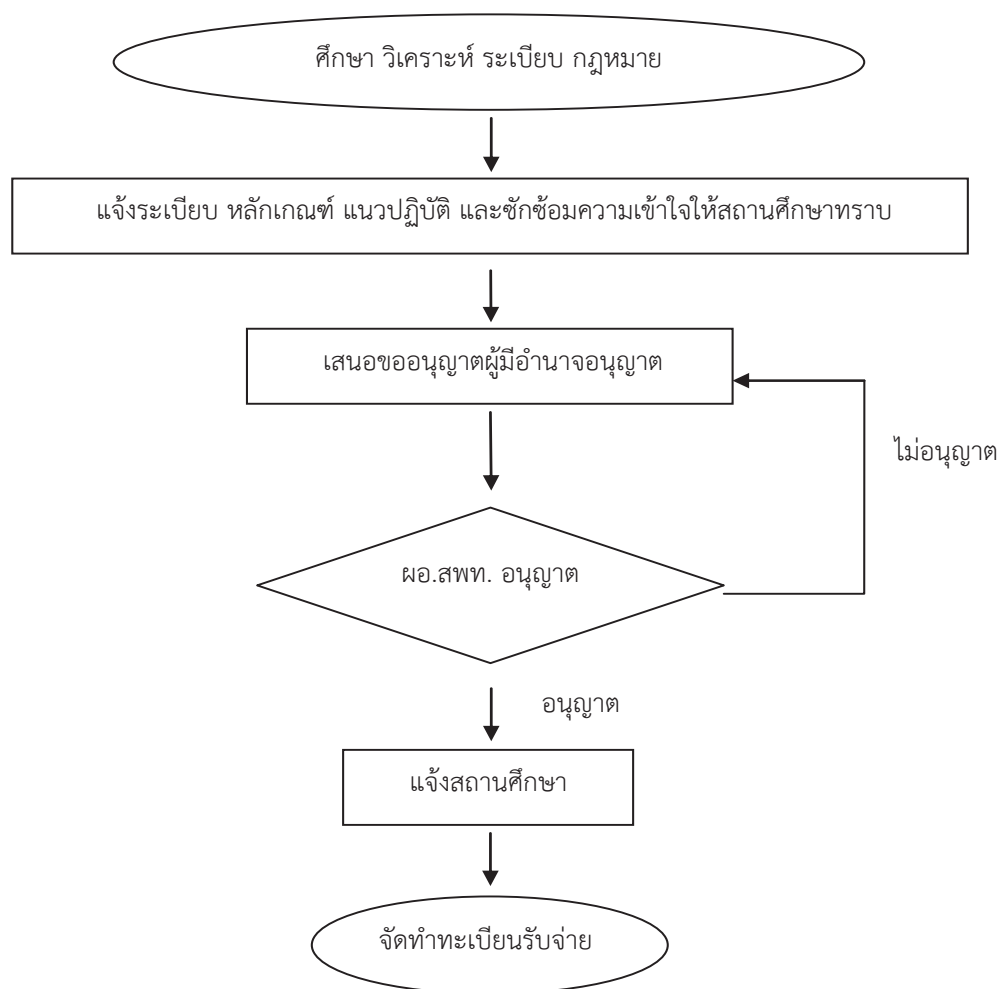 ศึกษา วิเคราะห์ ระเบียบ กฎหมาย
แจ้งระเบียบ หลักเกณฑ์ แนวปฏิบัติ และซักซ้อมความเข้าใจให้สถานศึกษาทราบ
เสนอขออนุญาตผู้มีอำนาจอนุญาต
ไม่อนุญาต
ผอ.สพท. อนุญาต
อนุญาต
แจ้งสถานศึกษา
จัดทำทะเบียนรับจ่าย